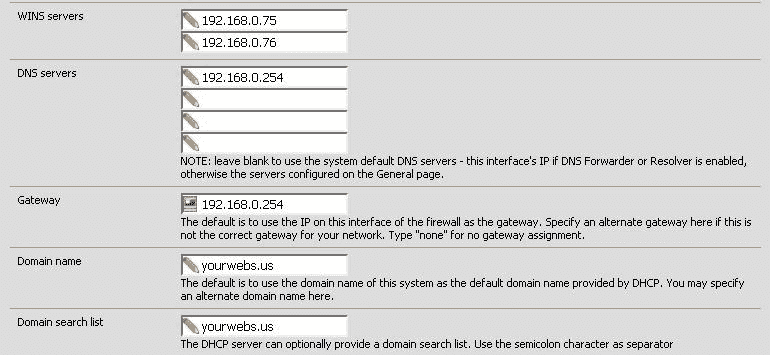 WINS servers
192.168.0.75
192.168.0.76
DNS servers
192.168.0.254
NOTE: leave blank to use the system default DNS servers - this interface's IP if DNS Forwarder or Resolver is enabled,
otherwise the servers configured on the General page.
Gateway
192.168.0.254
The default is to use the IP on this interface of the firewall as the gateway. Specify an alternate gateway here if this is
not the correct gateway for your network. Type "none" for no gateway assignment.
Domain name
yourwebs.us
The default is to use the domain name of this system as the default domain name provided by DHCP. You may specify
an alternate domain name here.
Domain search list
yourwebs.us
The DHCP server can optionally provide a domain search list. Use the semicolon character as separator